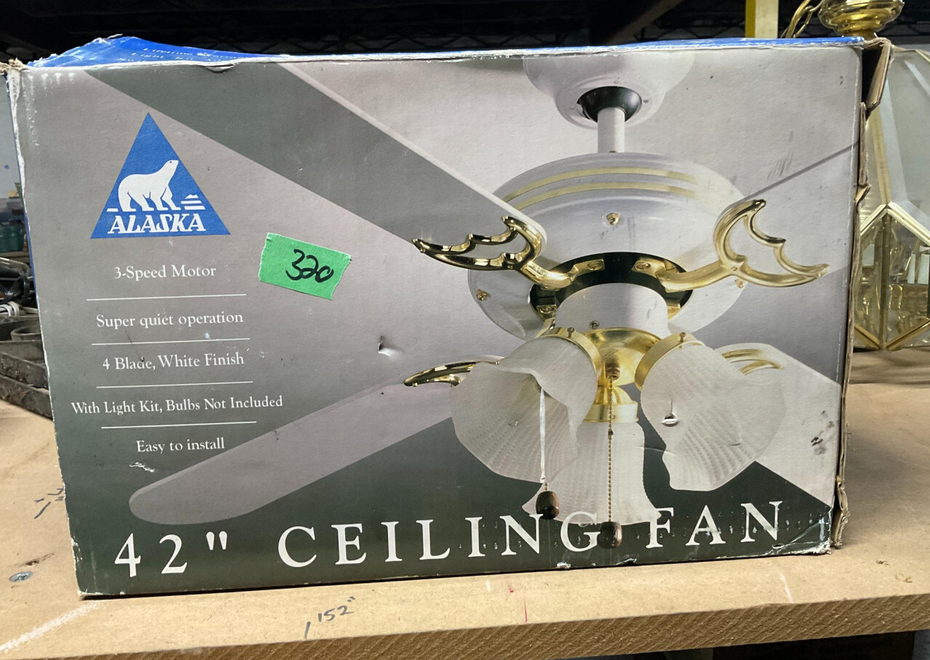 ALASKA
320
3-Speed Motor
Super quiet operation
4 Blade, White Finish
With Light Kit, Bulbs Not Included
Easy to install
42" CEILING FAN
152"